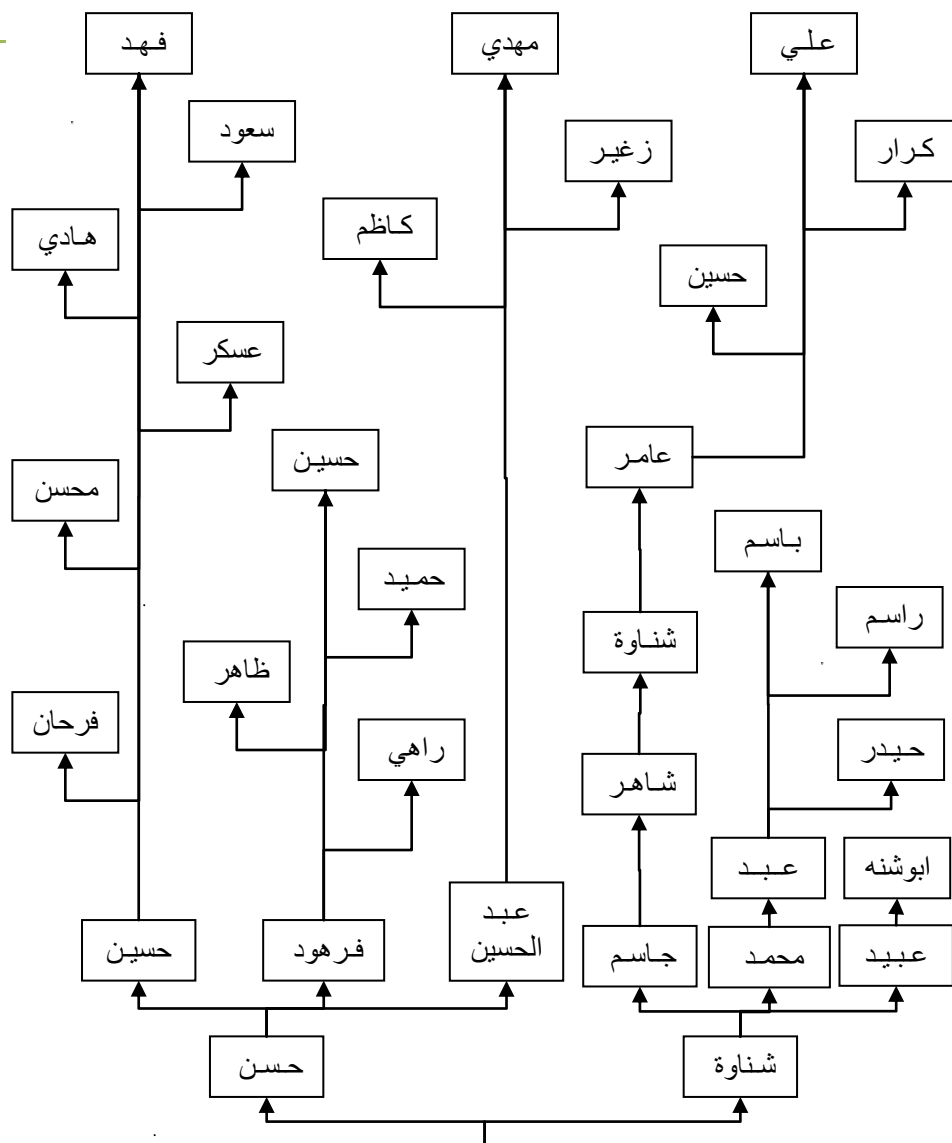 علي
مهدي
فهد
كرار
زغير
سعود
كاظم
هادي
حسين
عسكر
عامر
حسين
محسن
باسم
حميد
راسم
شناوة
ظاهر
فرحان
راهي
حيدر
شاهر
ابوشنه
عبد
عبد
الحسين
عبيد
محمد
جاسم
فرهود
حسين
شناوة
حسن